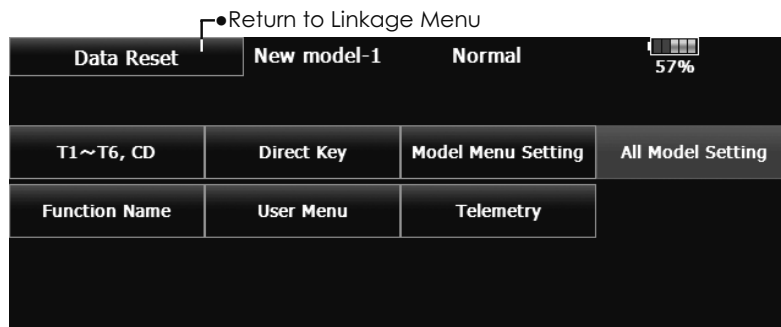 ●Return to Linkage Menu
Data Reset New model-1 Normal 57%
T1~T6, CD Direct Key Model Menu Setting All Model Setting
Function Name User Menu Telemetry